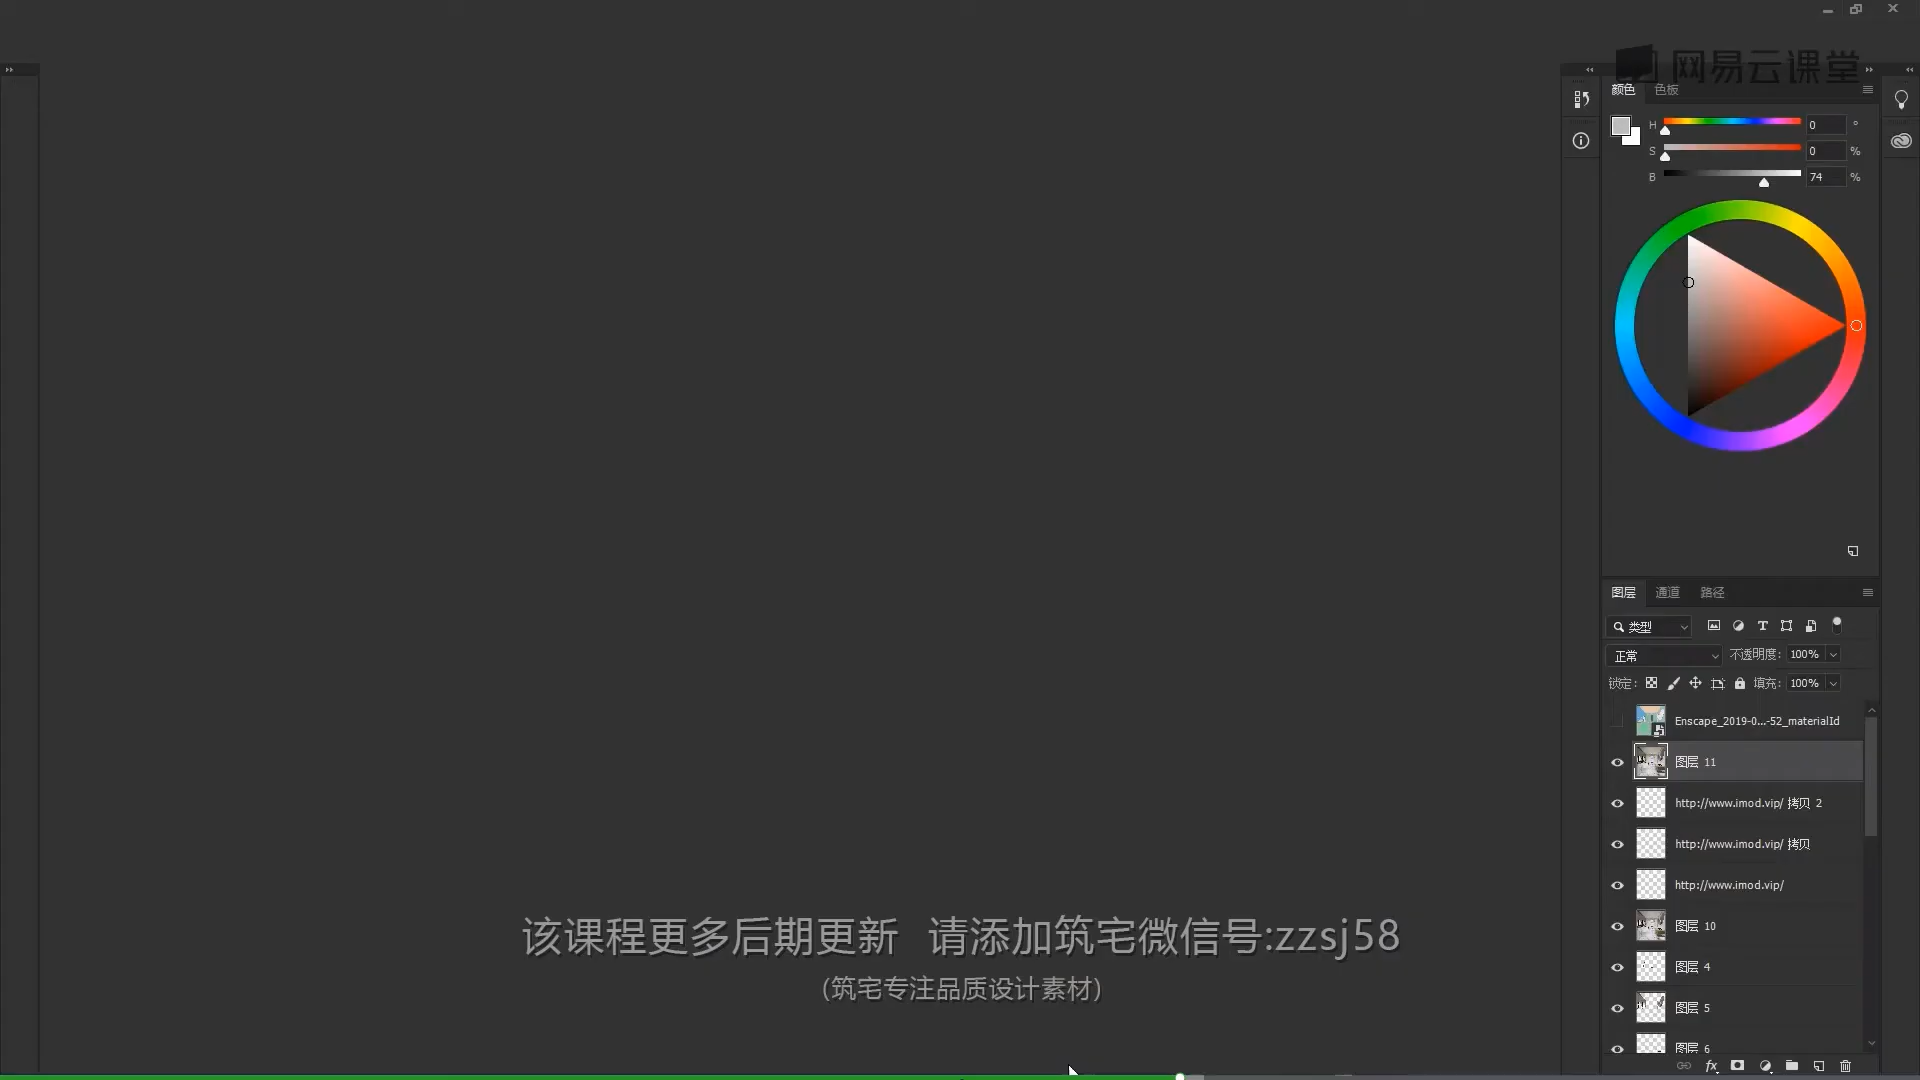 网易云课堂
颜色 色板
H 0 °
S 0 %
B 74 %
图层 通道 路径
类型
正常 不透明度: 100%
锁定: 填充: 100%
Enscape_2019-0...-52_materialId
图层 11
http://www.imod.vip/ 拷贝 2
http://www.imod.vip/ 拷贝
http://www.imod.vip/
图层 10
图层 4
图层 5
图层 6
fx
该课程更多后期更新 请添加筑宅微信号:zzsj58
(筑宅专注品质设计素材)